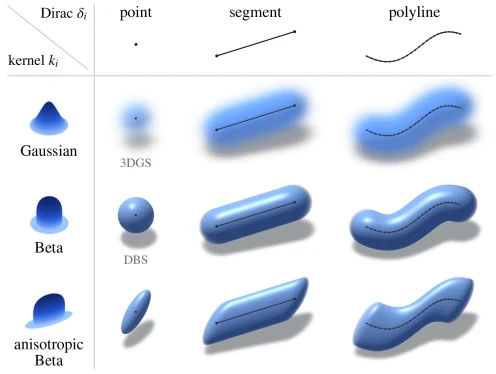 Dirac δi
point
segment
polyline
kernel ki
Gaussian
3DGS
Beta
DBS
anisotropic
Beta